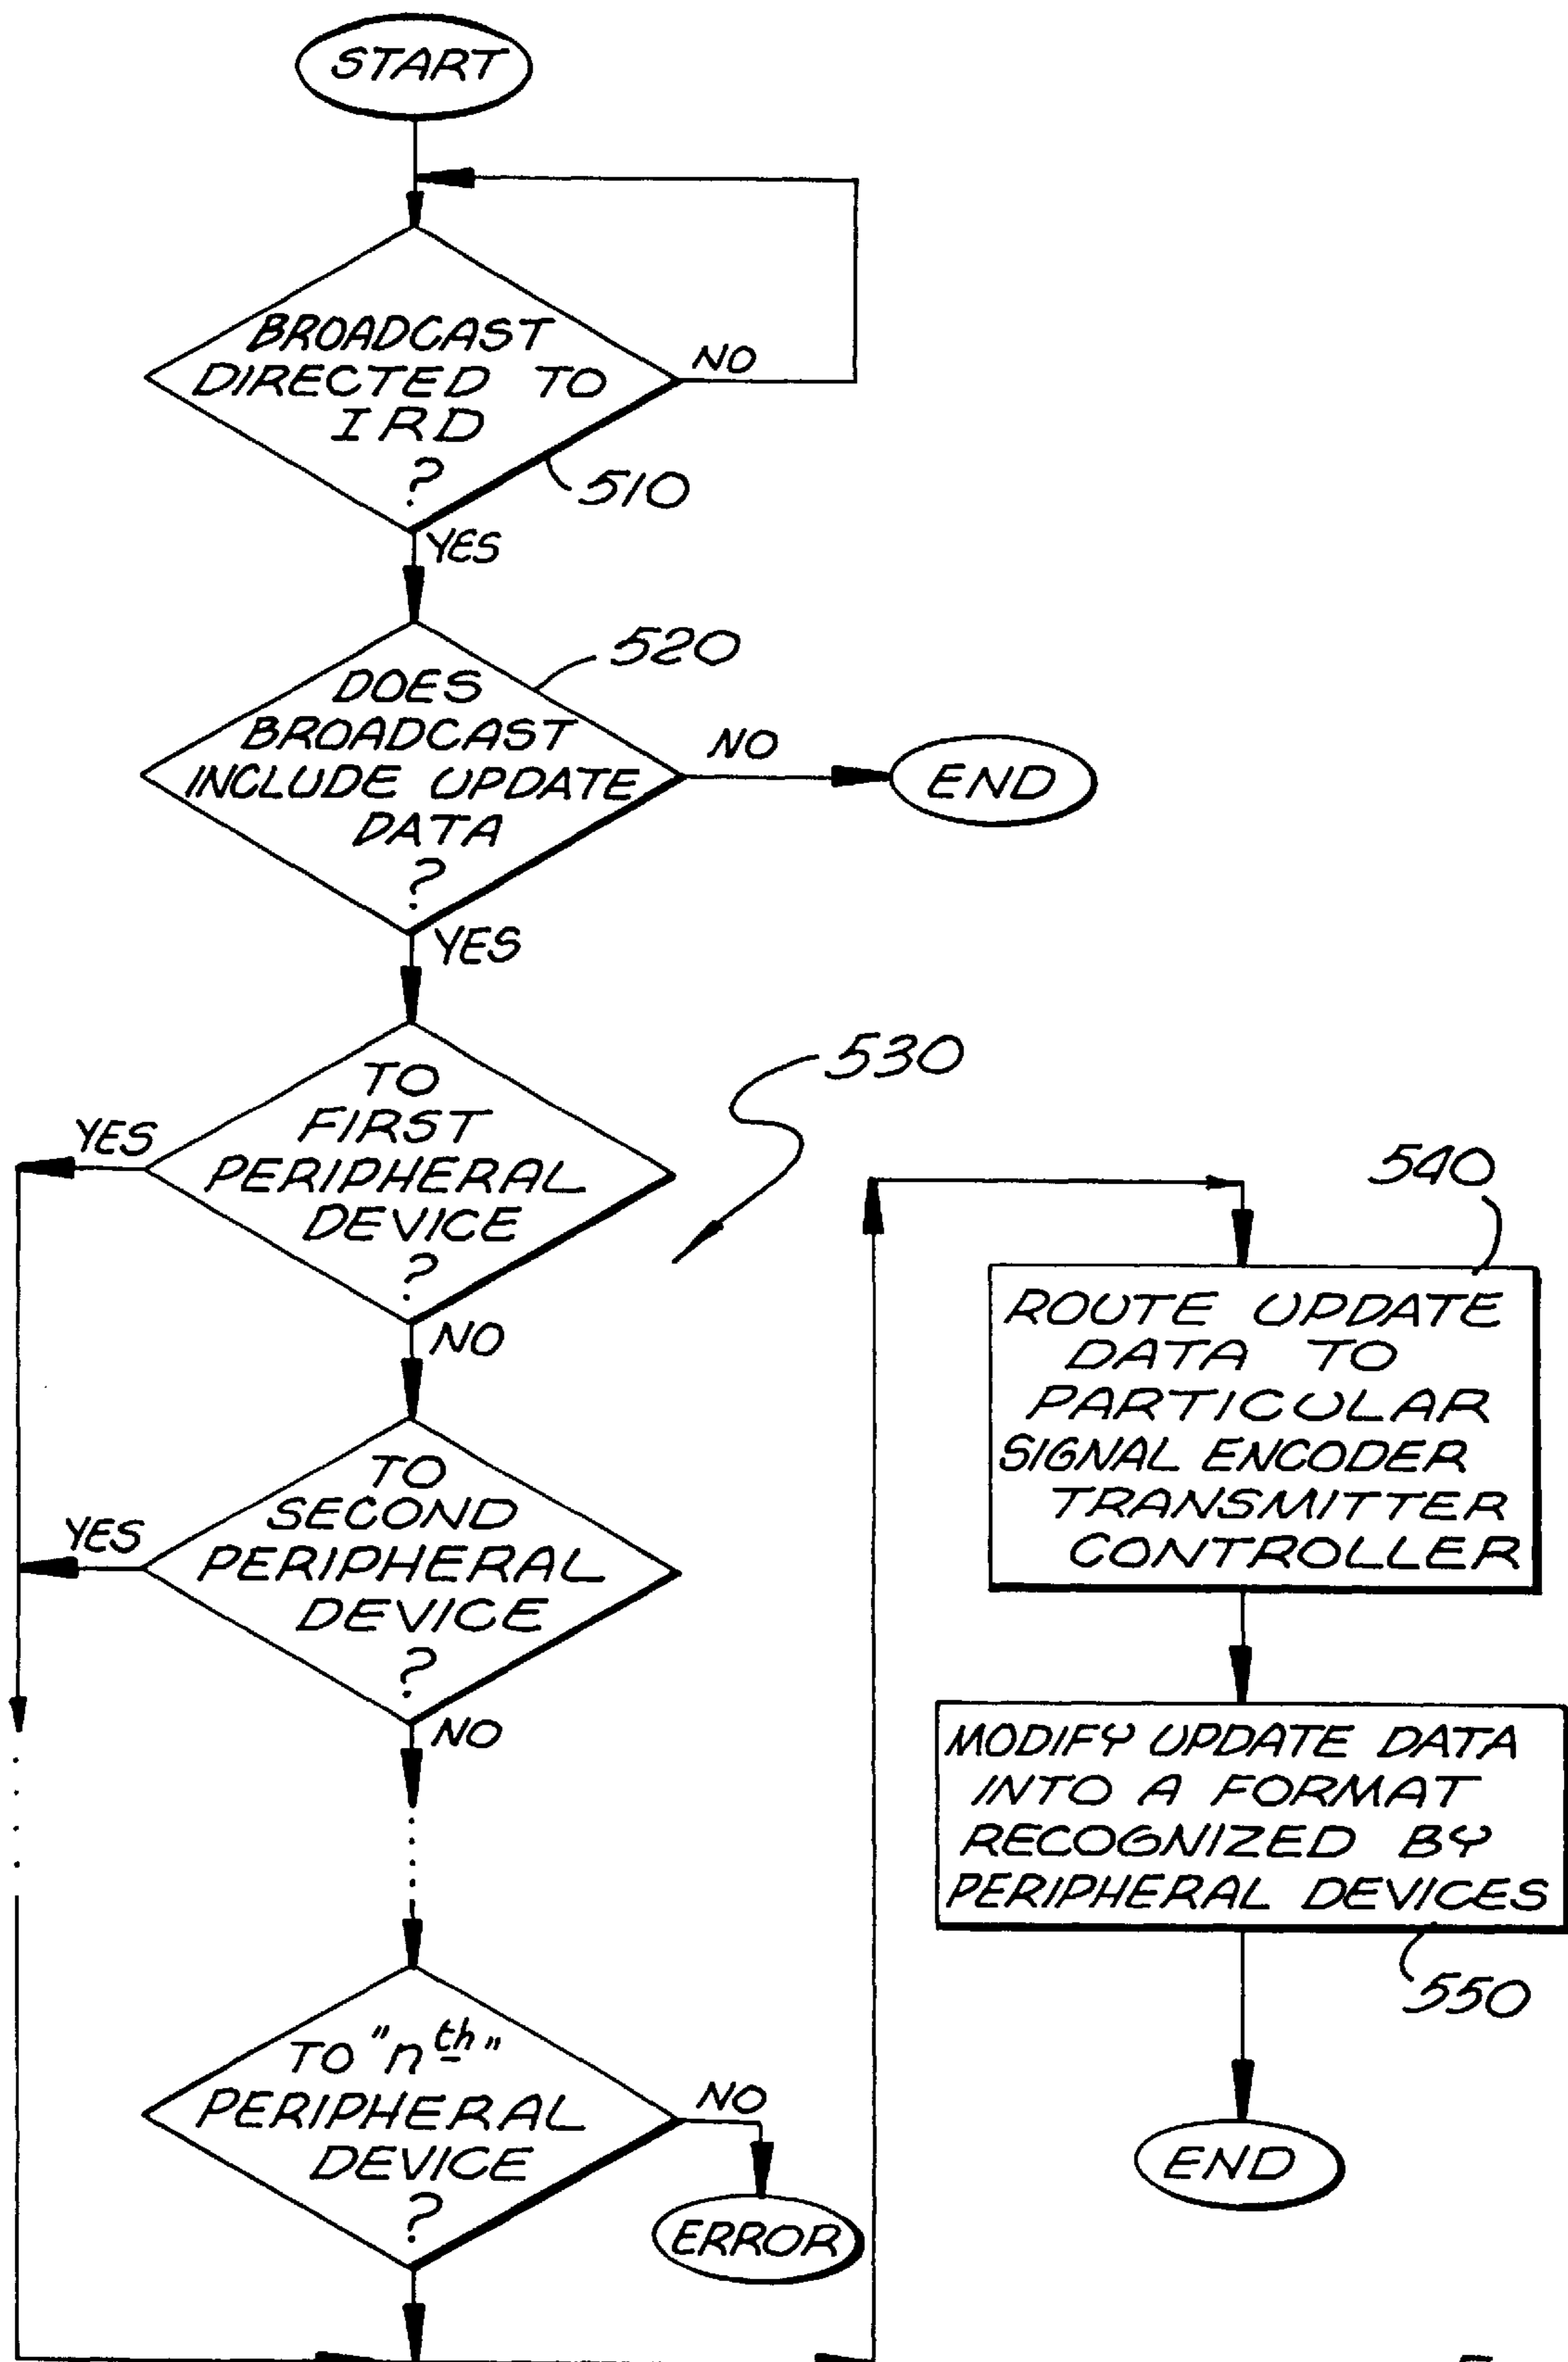 START
BROADCAST
DIRECTED TO
IRD
?
NO
510
YES
520
DOES
BROADCAST
INCLUDE UPDATE
DATA
?
NO
END
YES
530
TO
FIRST
PERIPHERAL
DEVICE
?
YES
NO
TO
SECOND
PERIPHERAL
DEVICE
?
YES
NO
TO "nth"
PERIPHERAL
DEVICE
?
NO
ERROR
540
ROUTE UPDATE
DATA TO
PARTICULAR
SIGNAL ENCODER
TRANSMITTER
CONTROLLER
MODIFY UPDATE DATA
INTO A FORMAT
RECOGNIZED BY
PERIPHERAL DEVICES
550
END